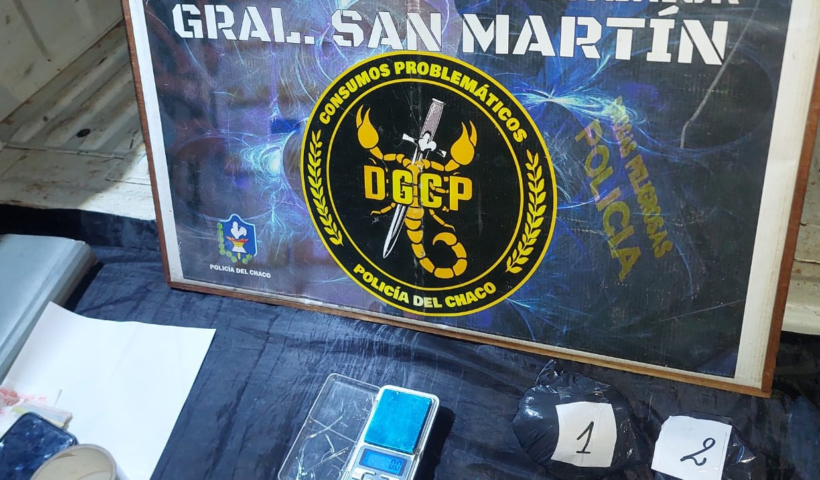 GRAL. SAN MARTÍN
CONSUMOS PROBLEMÁTICOS
DGCP
POLICÍA DEL CHACO
POLICIA
POLICÍA DEL CHACO
1
2